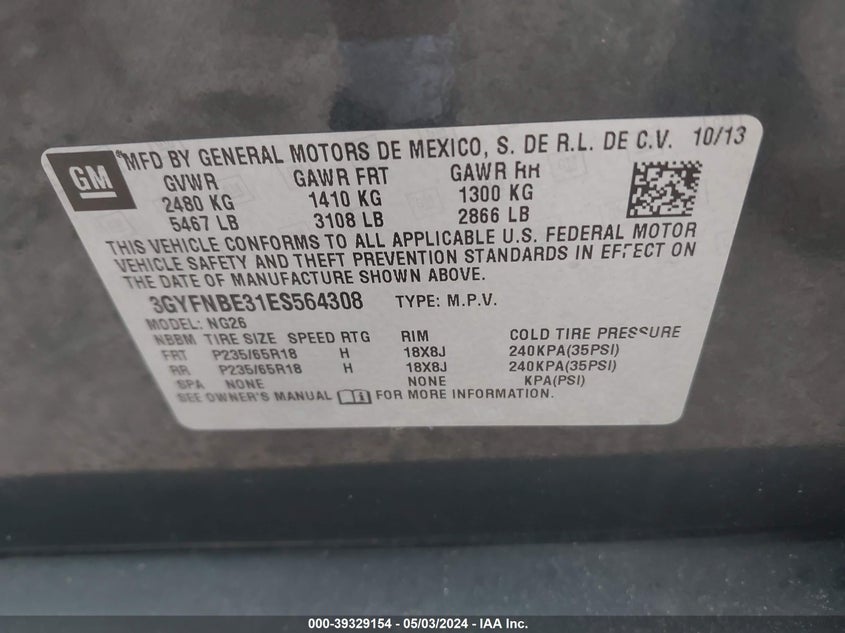 GM
®MFD BY GENERAL MOTORS DE MEXICO, S. DE R.L. DE C.V. 10/13
GVWR GAWR FRT GAWR RR
2480 KG 1410 KG 1300 KG
5467 LB 3108 LB 2866 LB
THIS VEHICLE CONFORMS TO ALL APPLICABLE U.S. FEDERAL MOTOR
VEHICLE SAFETY AND THEFT PREVENTION STANDARDS IN EFFECT ON
THE DATE OF MANUFACTURE SHOWN ABOVE.
3GYFNBE31ES564308 TYPE: M.P.V.
MODEL: NG26
NBBM TIRE SIZE SPEED RTG RIM COLD TIRE PRESSURE
FRT P235/65R18 H 18X8J 240KPA(35PSI)
RR P235/65R18 H 18X8J 240KPA(35PSI)
SPA NONE NONE KPA(PSI)
SEE OWNER'S MANUAL FOR MORE INFORMATION.
000-39329154 - 05/03/2024 - IAA Inc.